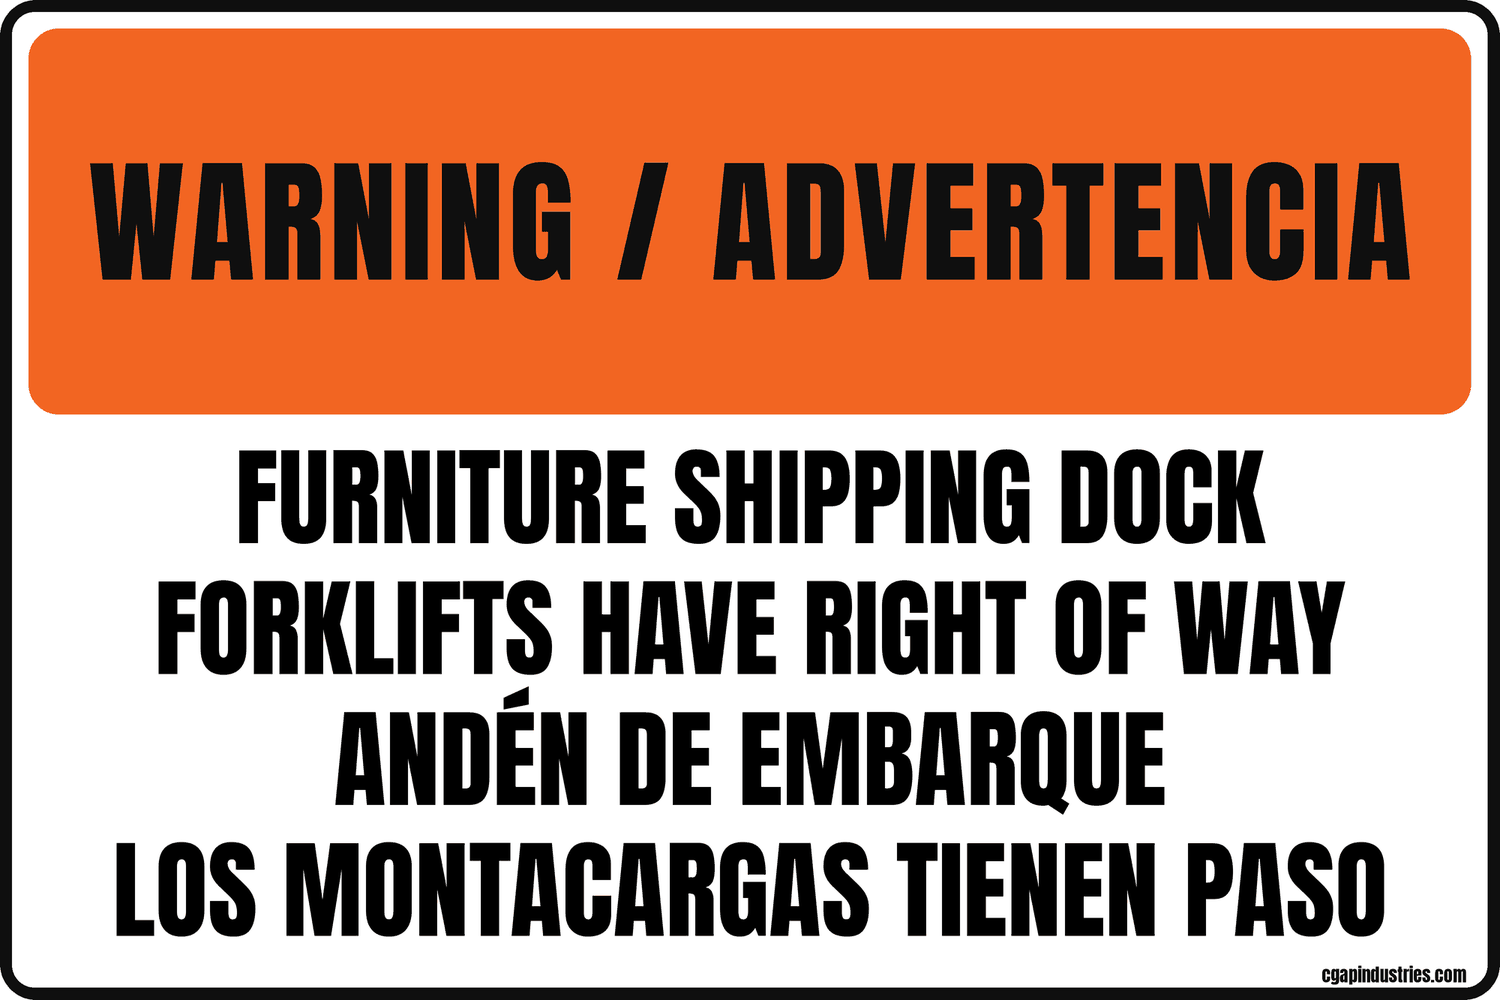 WARNING / ADVERTENCIA
FURNITURE SHIPPING DOCK
FORKLIFTS HAVE RIGHT OF WAY
ANDÉN DE EMBARQUE
LOS MONTACARGAS TIENEN PASO
cgapindustries.com